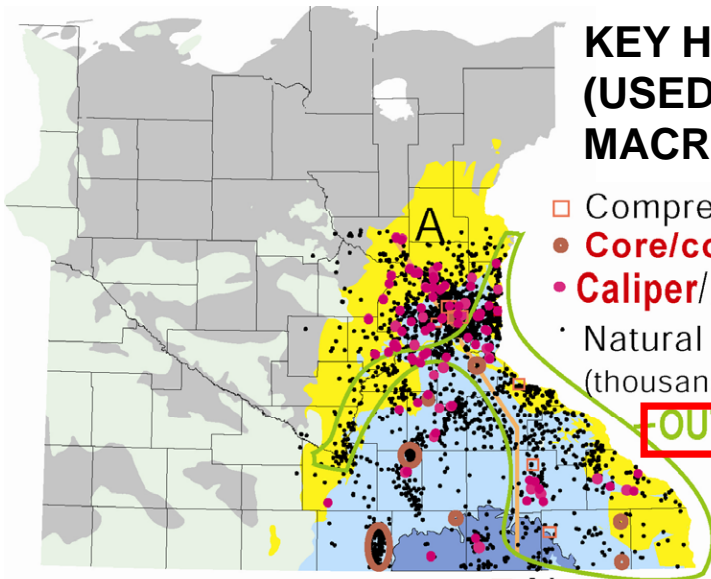 KEY H
(USED
MACR
A
Compre
Core/co
Caliper/
Natural
(thousan
OU